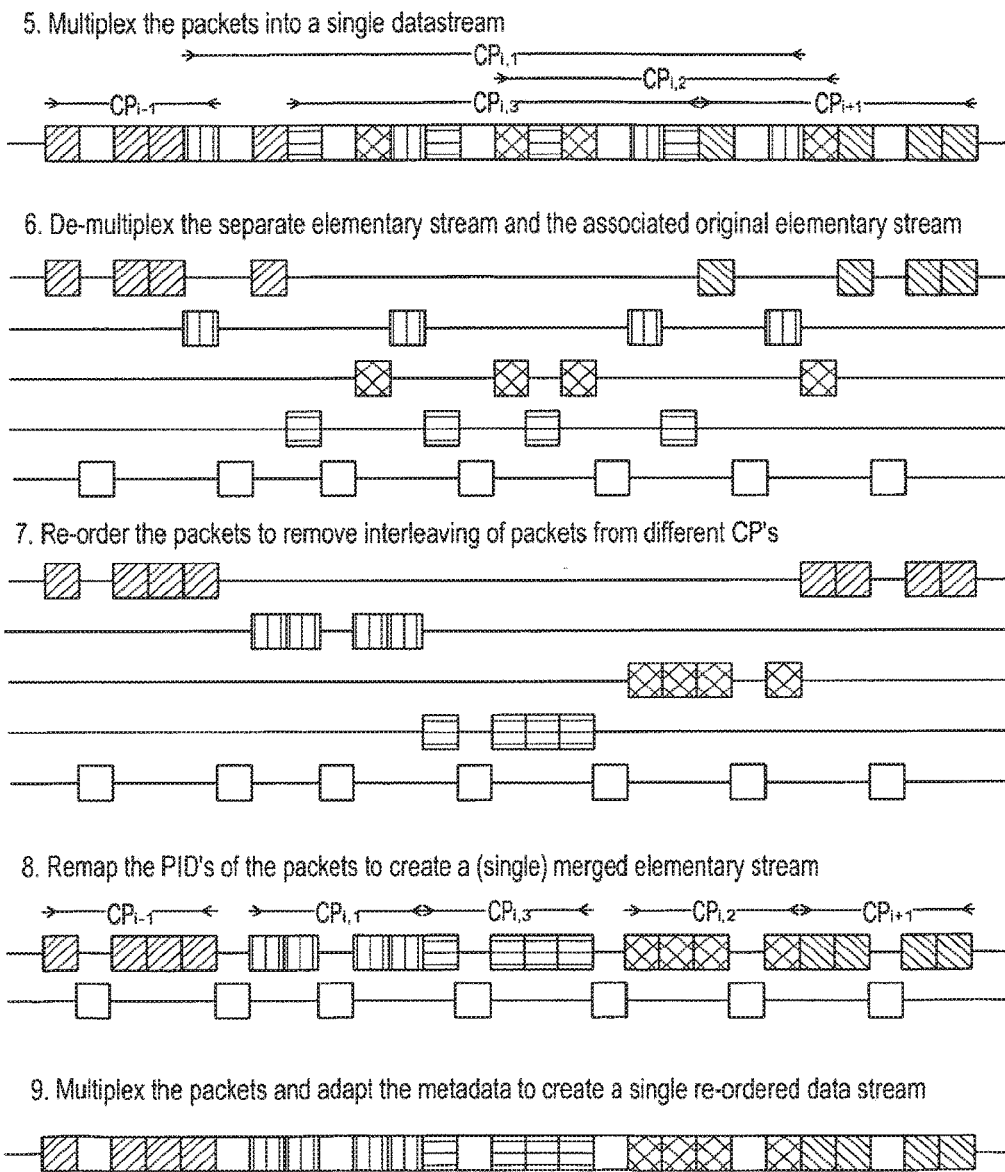 5. Multiplex the packets into a single datastream
CPi,1
CPi,2
CPi-1
CPi,3
CPi+1
6. De-multiplex the separate elementary stream and the associated original elementary stream
7. Re-order the packets to remove interleaving of packets from different CP's
8. Remap the PID's of the packets to create a (single) merged elementary stream
CPi-1
CPi,1
CPi,3
CPi,2
CPi+1
9. Multiplex the packets and adapt the metadata to create a single re-ordered data stream